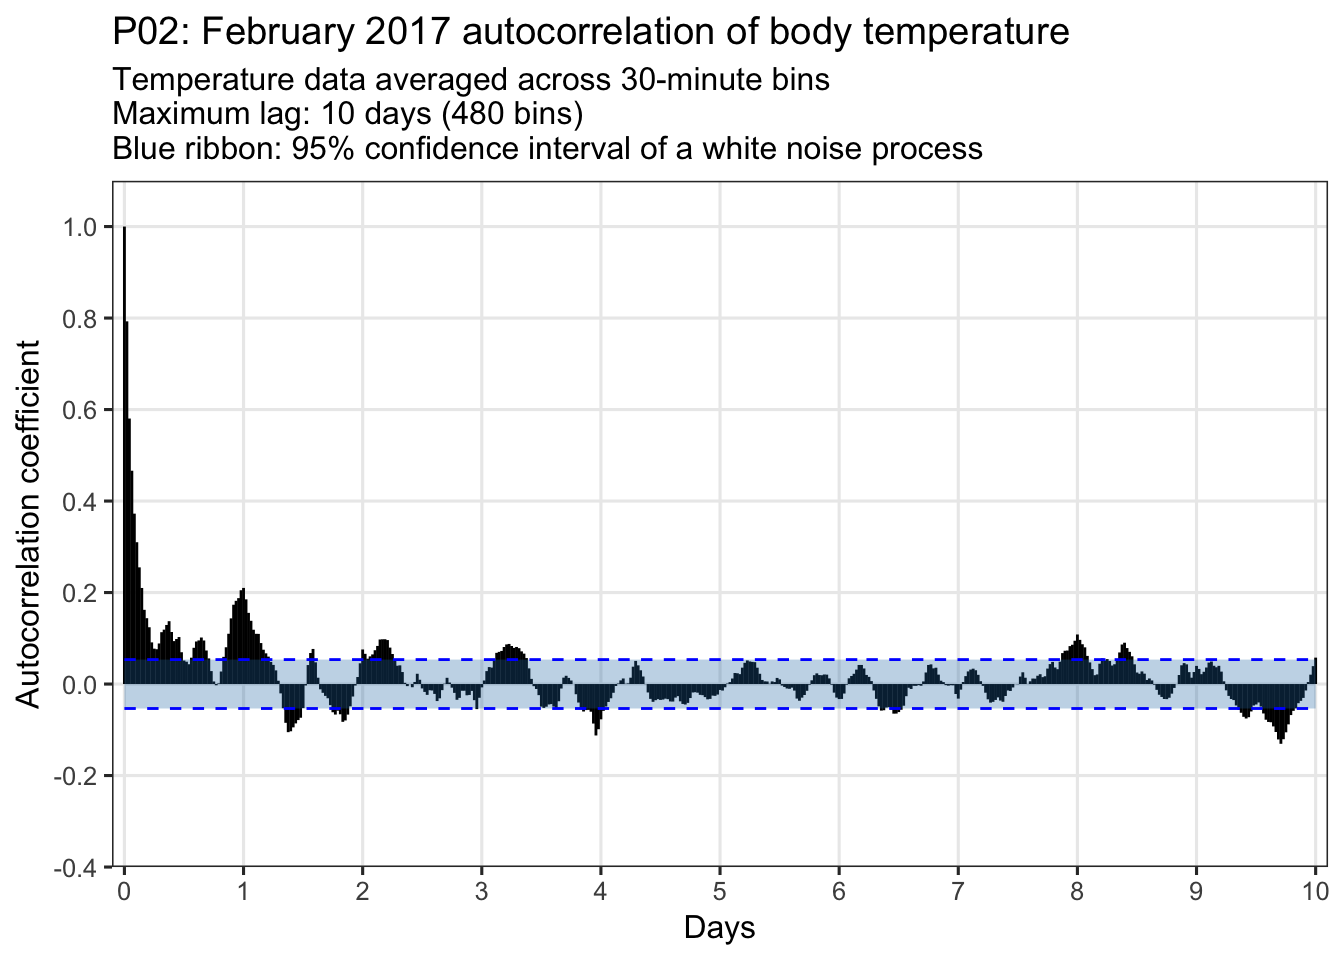 P02: February 2017 autocorrelation of body temperature
Temperature data averaged across 30-minute bins
Maximum lag: 10 days (480 bins)
Blue ribbon: 95% confidence interval of a white noise process
Autocorrelation coefficient
1.0
0.8
0.6
0.4
0.2
0.0
-0.2
-0.4
0 1 2 3 4 5 6 7 8 9 10
Days